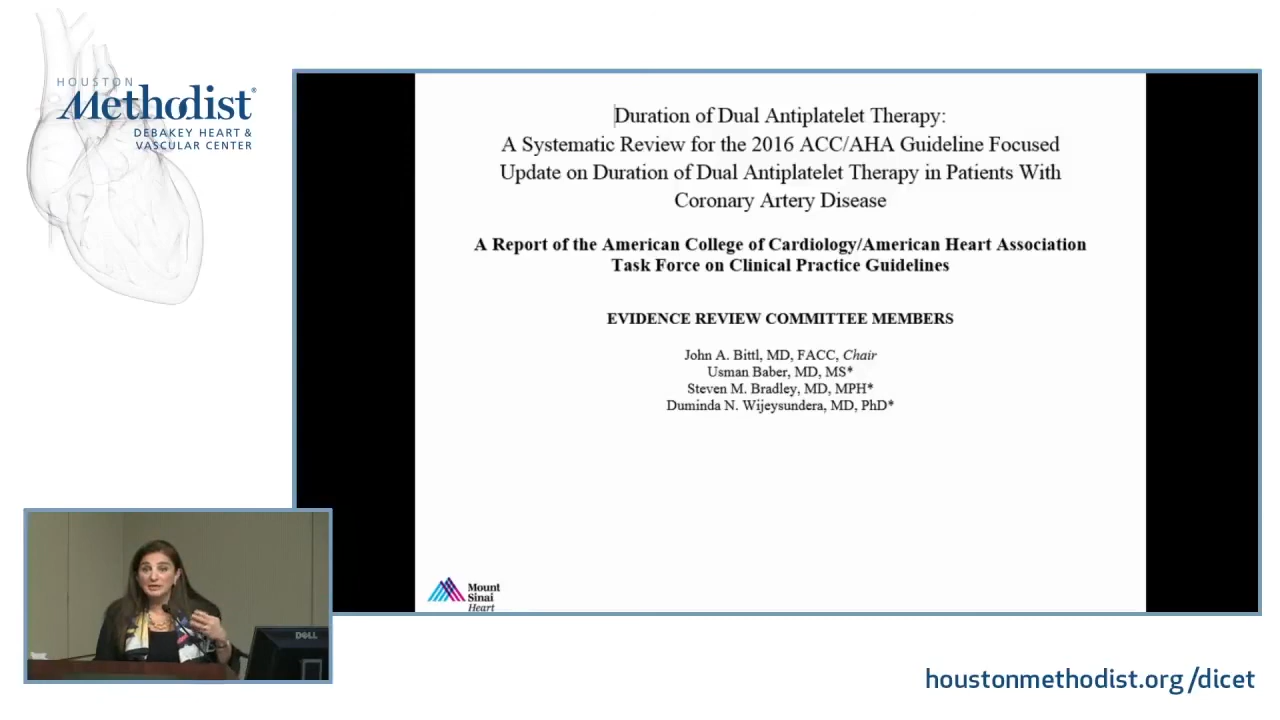 HOUSTON
Methodist®
DEBAKEY HEART &
VASCULAR CENTER
Duration of Dual Antiplatelet Therapy:
A Systematic Review for the 2016 ACC/AHA Guideline Focused
Update on Duration of Dual Antiplatelet Therapy in Patients With
Coronary Artery Disease
A Report of the American College of Cardiology/American Heart Association
Task Force on Clinical Practice Guidelines
EVIDENCE REVIEW COMMITTEE MEMBERS
John A. Bittl, MD, FACC, Chair
Usman Baber, MD, MS*
Steven M. Bradley, MD, MPH*
Duminda N. Wijeysundera, MD, PhD*
Mount
Sinai
Heart
DELL
houstonmethodist.org/dicet